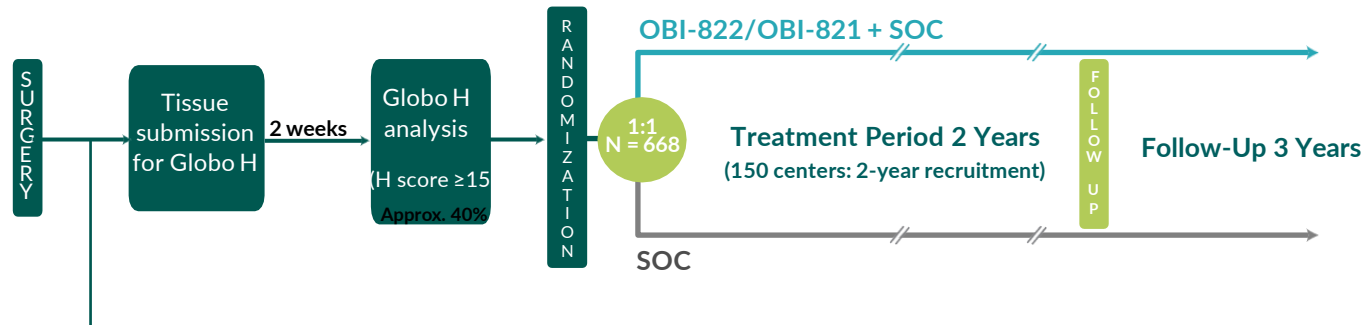 SURGERY
Tissue
submission
for Globo H
2 weeks
Globo H
analysis
(H score ≥15
Approx. 40%
RANDOMIZATION
1:1
N = 668
OBI-822/OBI-821 + SOC
Treatment Period 2 Years
(150 centers: 2-year recruitment)
SOC
FOLLOW UP
Follow-Up 3 Years